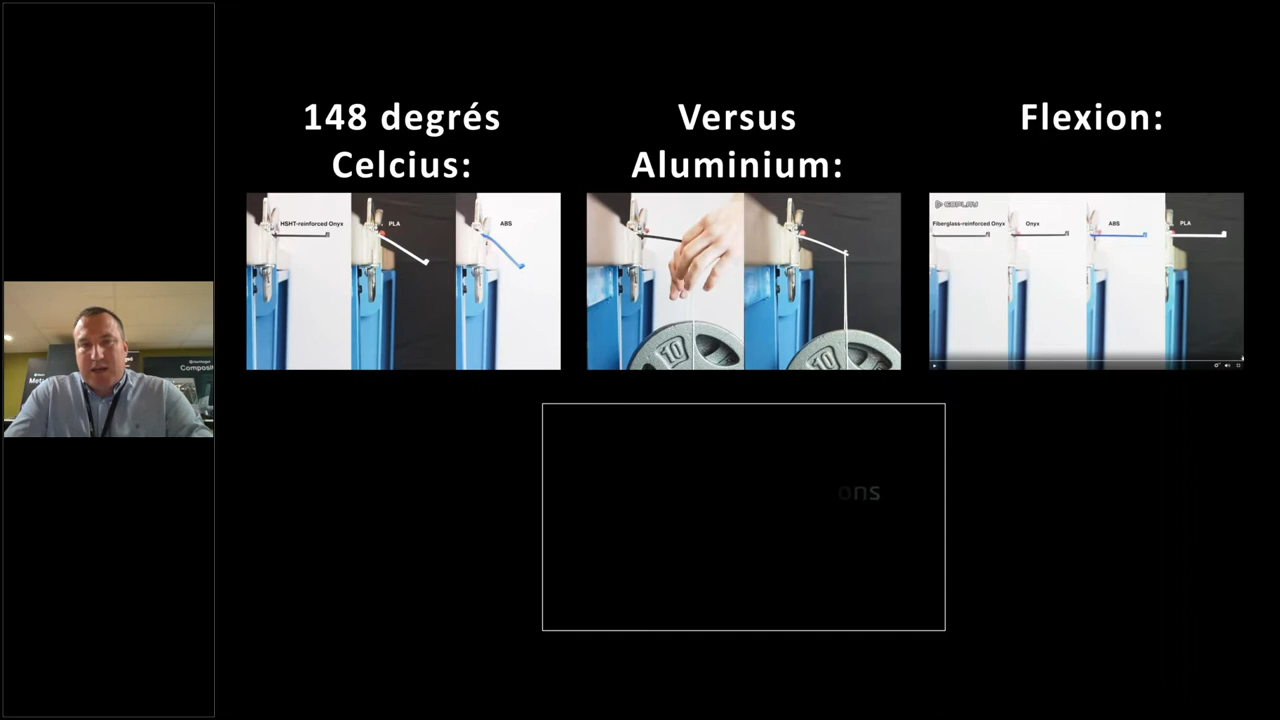 148 degrés
Celcius:
Versus
Aluminium:
Flexion:
HSHT-reinforced Onyx
PLA
ABS
10
10
Fiberglass-reinforced Onyx
Onyx
ABS
PLA
ons